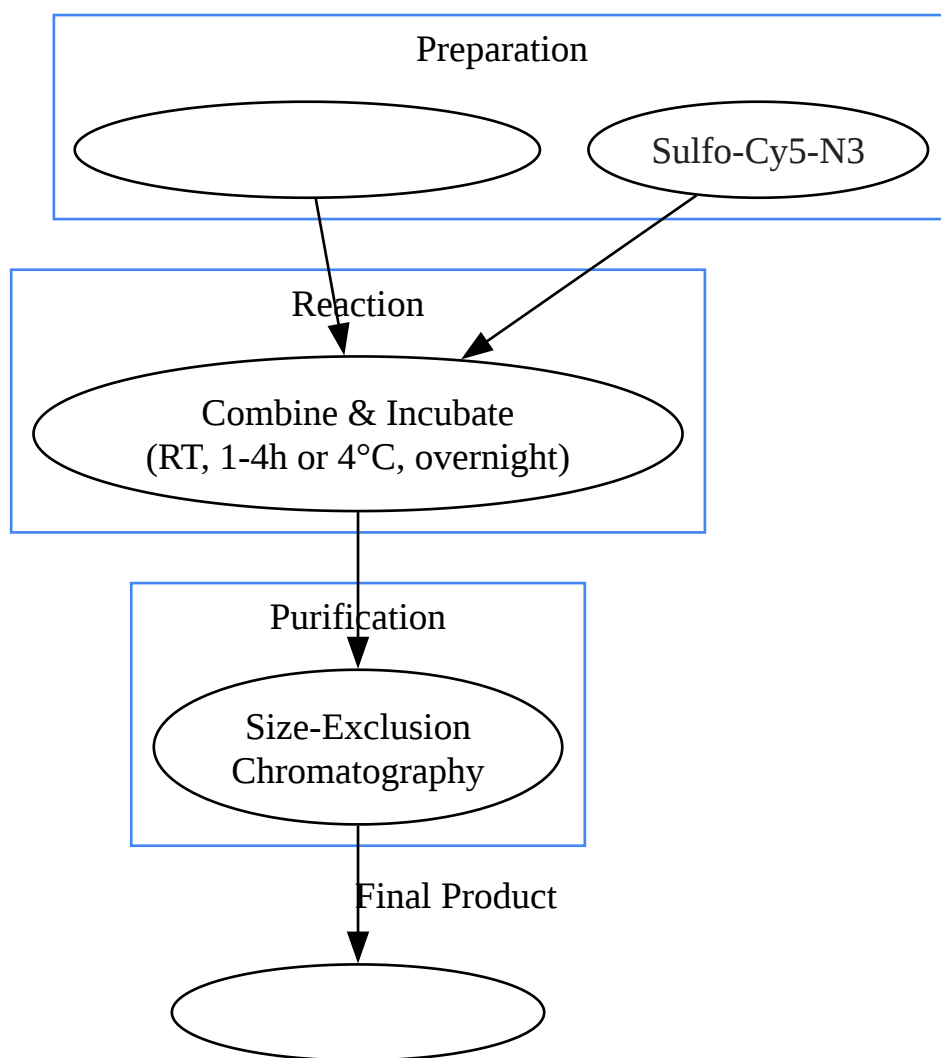 Preparation
Sulfo-Cy5-N3
Reaction
Combine & Incubate
(RT, 1-4h or 4°C, overnight)
Purification
Size-Exclusion
Chromatography
Final Product